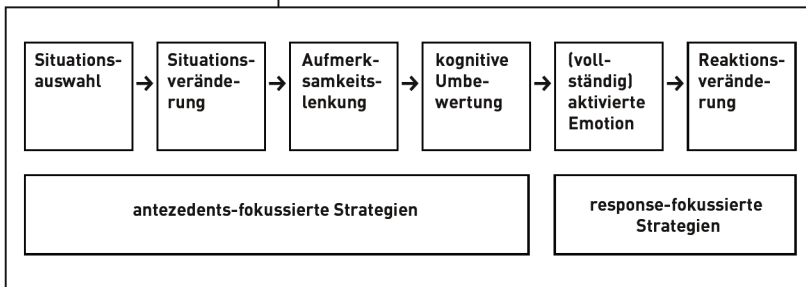 Situations-
auswahl
Situations-
verände-
rung
Aufmerk-
samkeits-
lenkung
kognitive
Umbe-
wertung
(voll-
ständig)
aktivierte
Emotion
Reaktions-
verände-
rung
antezedents-fokussierte Strategien
response-fokussierte
Strategien